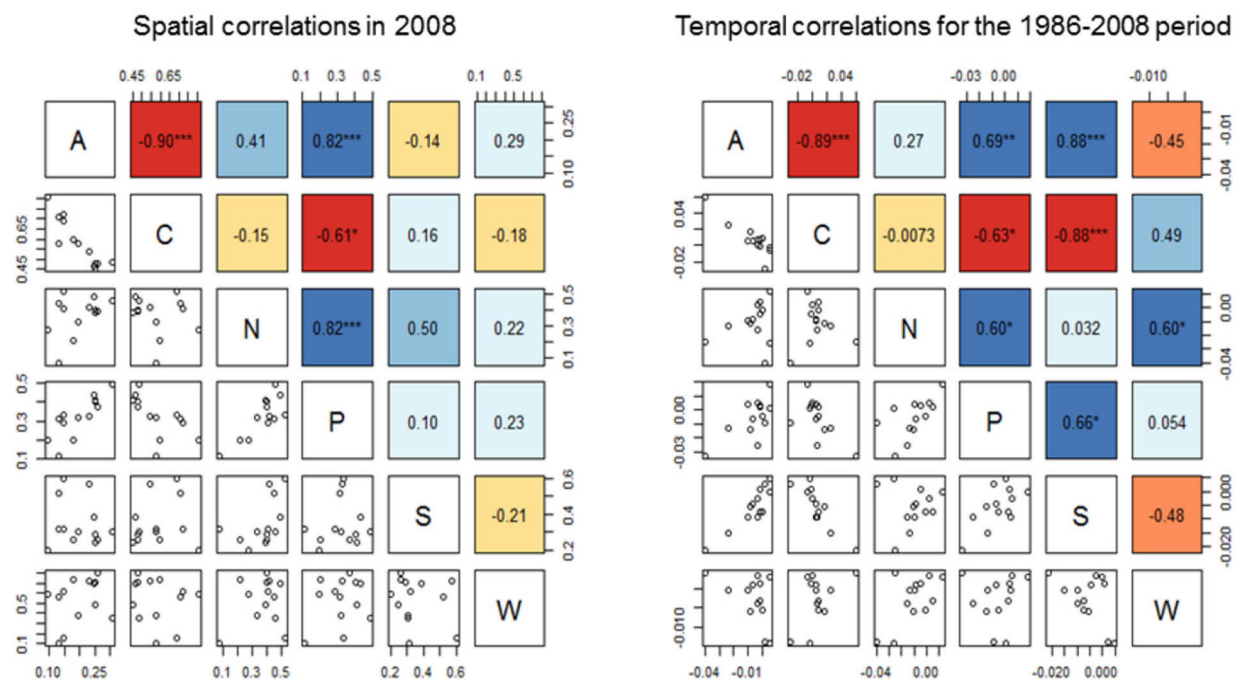 Spatial correlations in 2008
Temporal correlations for the 1986-2008 period
0.45 0.65
0.1 0.3 0.5
0.1 0.5
-0.02 0.04
-0.03 0.00
-0.010
A -0.90*** 0.41 0.82*** -0.14 0.29
0.10 0.25
A -0.89*** 0.27 0.69** 0.88*** -0.45
-0.04 -0.01
0.45 0.65
C -0.15 -0.61* 0.16 -0.18
-0.02 0.04
C -0.0073 -0.63* -0.88*** 0.49
N 0.82*** 0.50 0.22
0.1 0.3 0.5
N 0.60* 0.032 0.60*
-0.04 0.00
0.1 0.3 0.5
P 0.10 0.23
-0.03 0.00
P 0.66* 0.054
S -0.21
0.2 0.4 0.6
S -0.48
-0.020 0.000
0.1 0.5
W
-0.010
W
0.10 0.25
0.1 0.3 0.5
0.2 0.4 0.6
-0.04 -0.01
-0.04 0.00
-0.020 0.000